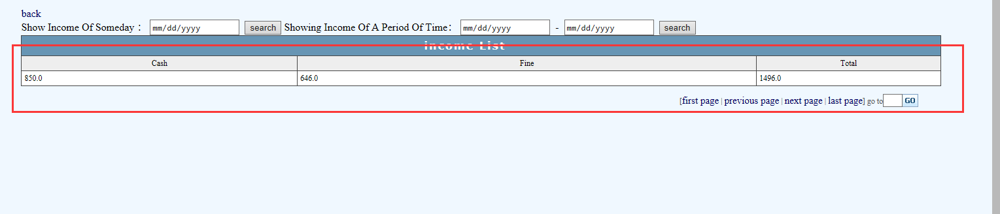 back
Show Income Of Someday： mm/dd/yyyy search Showing Income Of A Period Of Time： mm/dd/yyyy - mm/dd/yyyy search
income List
Cash Fine Total
850.0 646.0 1496.0
[first page | previous page | next page | last page] go to GO